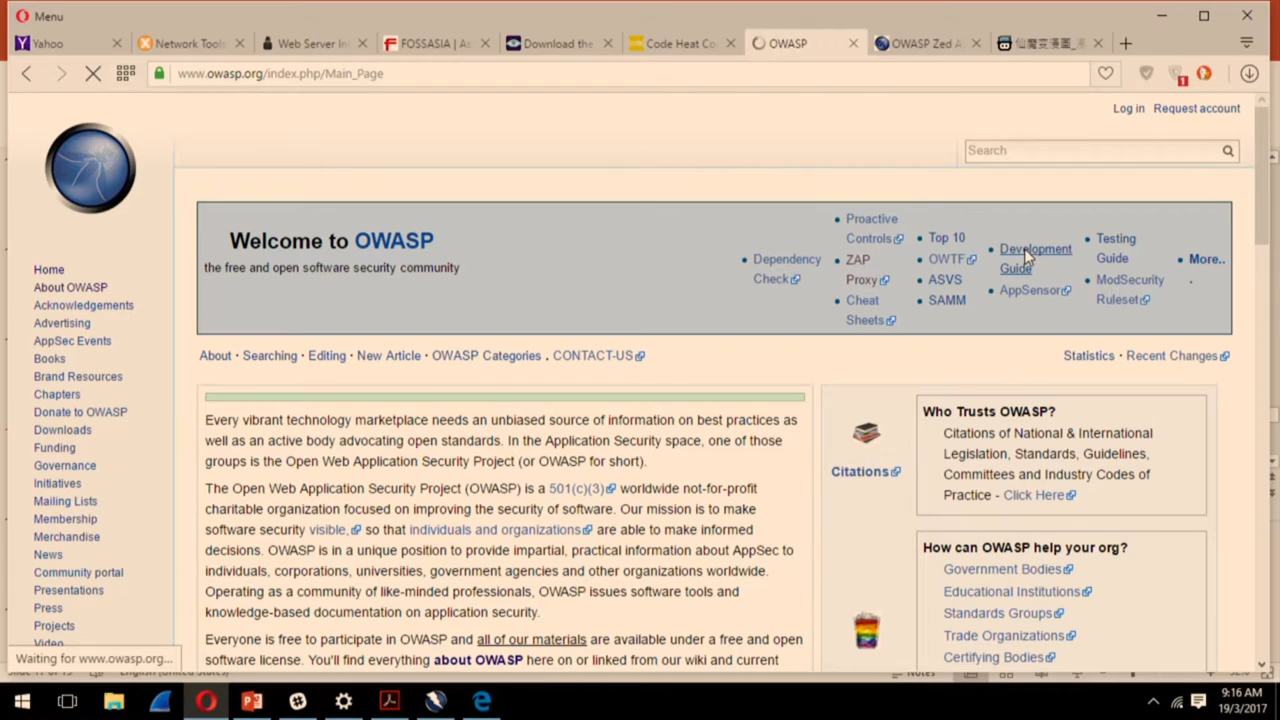 Menu
Yahoo
Network Tools
Web Server In
FOSSASIA | As
Download the
Code Heat Co
OWASP
OWASP Zed A
仙魔变漫画_
www.owasp.org/index.php/Main_Page
1
Log in Request account
Search
Welcome to OWASP
the free and open software security community
Dependency
Check
Proactive
Controls
ZAP
Proxy
Cheat
Sheets
Top 10
OWTF
ASVS
SAMM
Development
Guide
AppSensor
Testing
Guide
ModSecurity
Ruleset
More..
.
Home
About OWASP
Acknowledgements
Advertising
AppSec Events
Books
Brand Resources
Chapters
Donate to OWASP
Downloads
Funding
Governance
Initiatives
Mailing Lists
Membership
Merchandise
News
Community portal
Presentations
Press
Projects
Video
About · Searching · Editing · New Article · OWASP Categories . CONTACT-US
Statistics · Recent Changes
Every vibrant technology marketplace needs an unbiased source of information on best practices as
well as an active body advocating open standards. In the Application Security space, one of those
groups is the Open Web Application Security Project (or OWASP for short).
The Open Web Application Security Project (OWASP) is a 501(c)(3) worldwide not-for-profit
charitable organization focused on improving the security of software. Our mission is to make
software security visible, so that individuals and organizations are able to make informed
decisions. OWASP is in a unique position to provide impartial, practical information about AppSec to
individuals, corporations, universities, government agencies and other organizations worldwide.
Operating as a community of like-minded professionals, OWASP issues software tools and
knowledge-based documentation on application security.
Everyone is free to participate in OWASP and all of our materials are available under a free and open
software license. You'll find everything about OWASP here on or linked from our wiki and current
Citations
Who Trusts OWASP?
Citations of National & International
Legislation, Standards, Guidelines,
Committees and Industry Codes of
Practice - Click Here
How can OWASP help your org?
Government Bodies
Educational Institutions
Standards Groups
Trade Organizations
Certifying Bodies
Waiting for www.owasp.org...
Notes
9:16 AM
19/3/2017